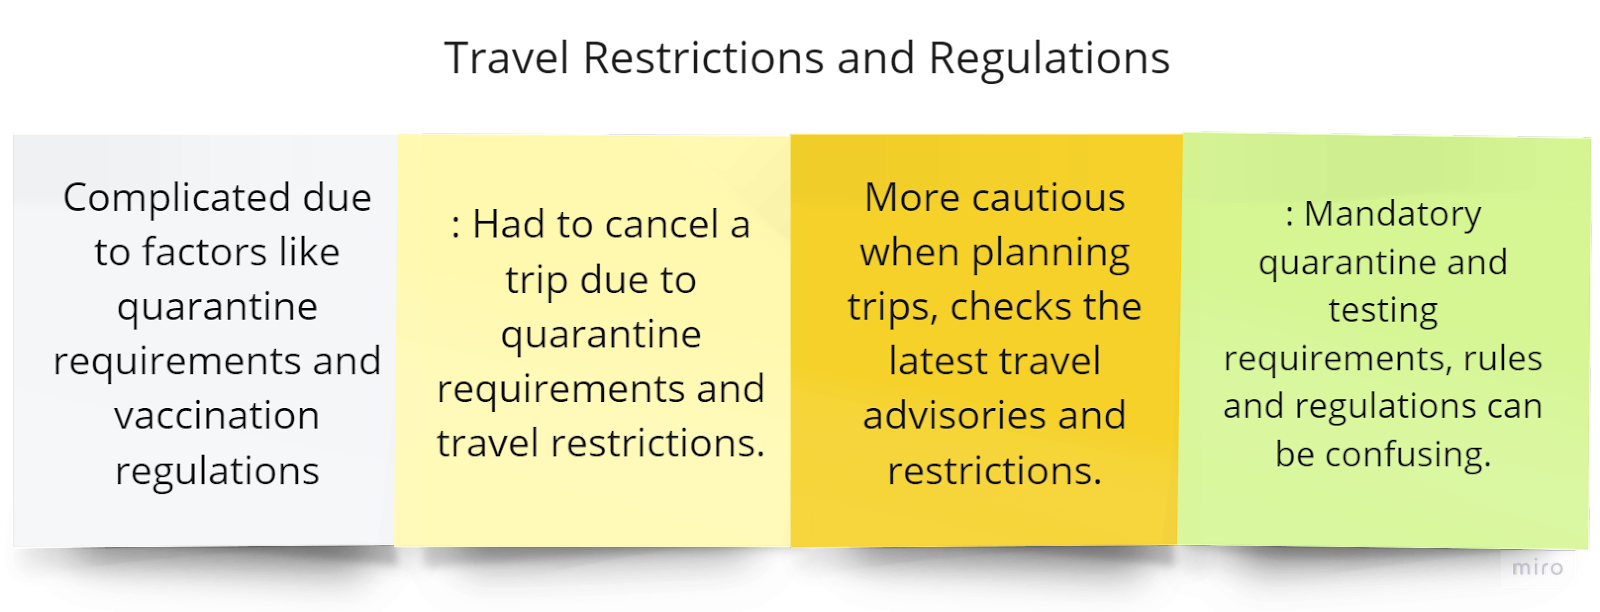 Travel Restrictions and Regulations
Complicated due
to factors like
quarantine
requirements and
vaccination
regulations
: Had to cancel a
trip due to
quarantine
requirements and
travel restrictions.
More cautious
when planning
trips, checks the
latest travel
advisories and
restrictions.
: Mandatory
quarantine and
testing
requirements, rules
and regulations can
be confusing.
miro